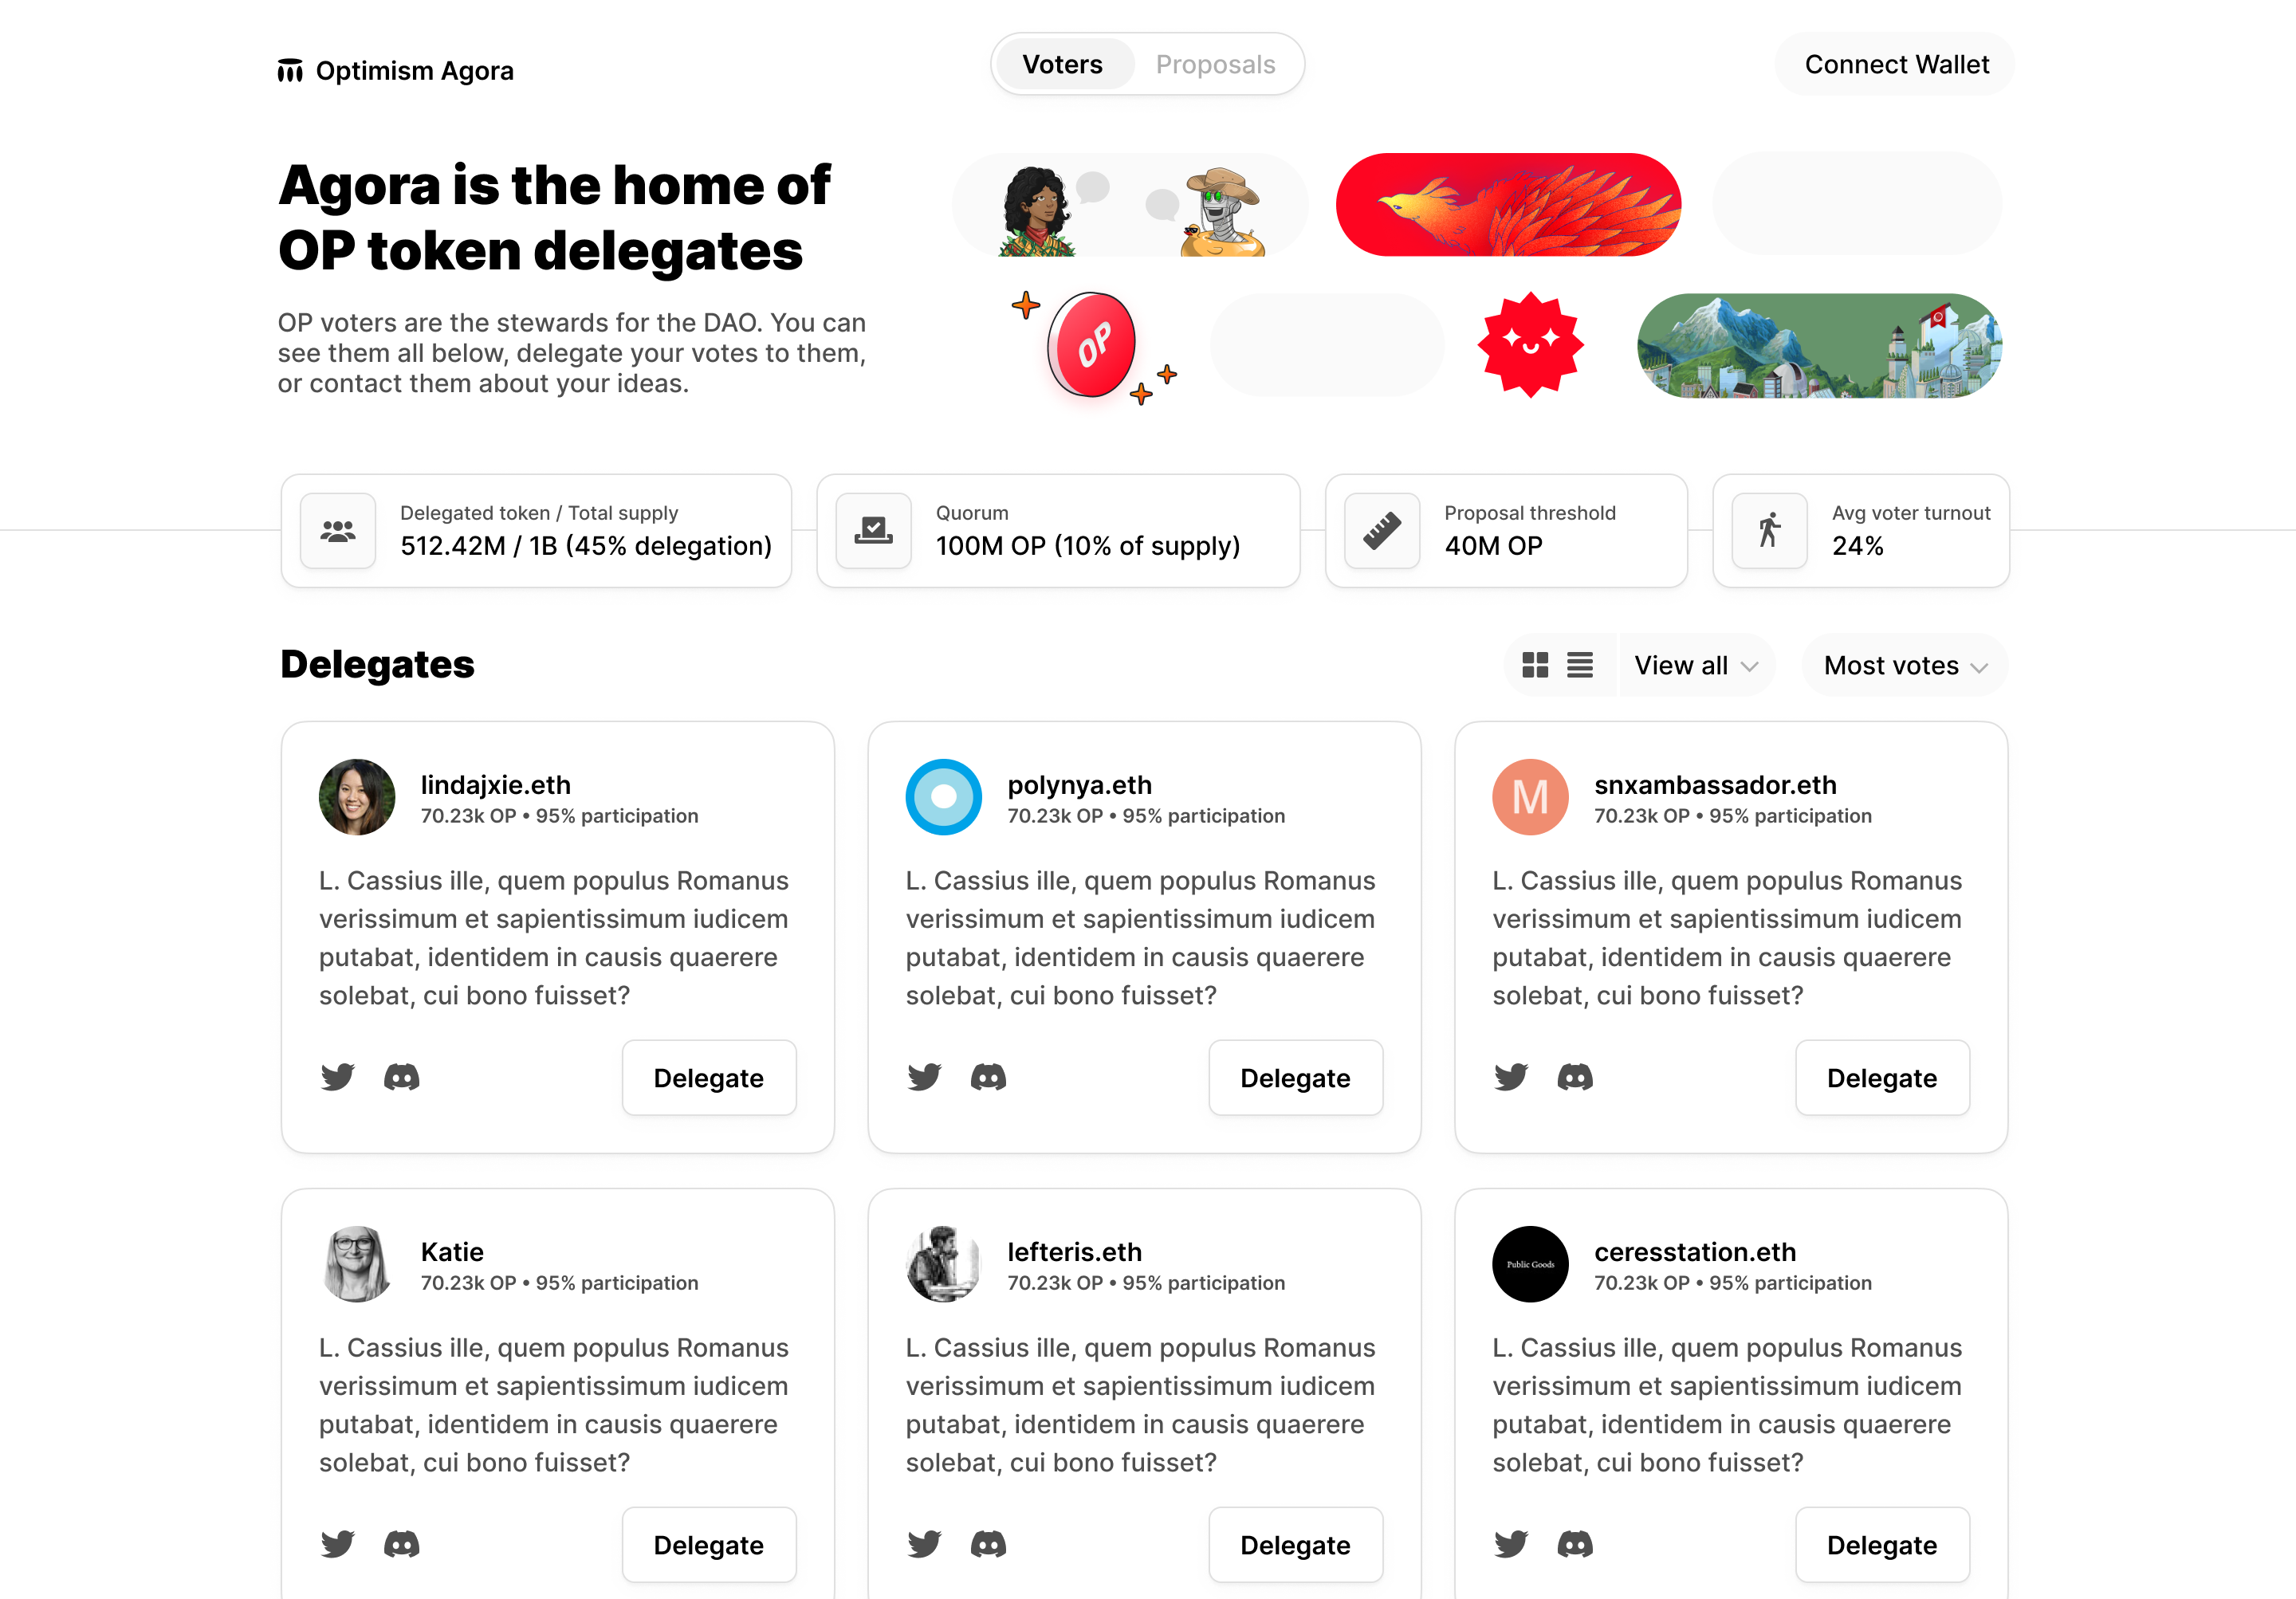 Optimism Agora
Voters
Proposals
Connect Wallet
Agora is the home of
OP token delegates
OP voters are the stewards for the DAO. You can
see them all below, delegate your votes to them,
or contact them about your ideas.
OP
Delegated token / Total supply
512.42M / 1B (45% delegation)
Quorum
100M OP (10% of supply)
Proposal threshold
40M OP
Avg voter turnout
24%
Delegates
View all
Most votes
lindajxie.eth
70.23k OP • 95% participation
L. Cassius ille, quem populus Romanus
verissimum et sapientissimum iudicem
putabat, identidem in causis quaerere
solebat, cui bono fuisset?
Delegate
polynya.eth
70.23k OP • 95% participation
L. Cassius ille, quem populus Romanus
verissimum et sapientissimum iudicem
putabat, identidem in causis quaerere
solebat, cui bono fuisset?
Delegate
M
snxambassador.eth
70.23k OP • 95% participation
L. Cassius ille, quem populus Romanus
verissimum et sapientissimum iudicem
putabat, identidem in causis quaerere
solebat, cui bono fuisset?
Delegate
Katie
70.23k OP • 95% participation
L. Cassius ille, quem populus Romanus
verissimum et sapientissimum iudicem
putabat, identidem in causis quaerere
solebat, cui bono fuisset?
Delegate
lefteris.eth
70.23k OP • 95% participation
L. Cassius ille, quem populus Romanus
verissimum et sapientissimum iudicem
putabat, identidem in causis quaerere
solebat, cui bono fuisset?
Delegate
Public Goods
ceresstation.eth
70.23k OP • 95% participation
L. Cassius ille, quem populus Romanus
verissimum et sapientissimum iudicem
putabat, identidem in causis quaerere
solebat, cui bono fuisset?
Delegate